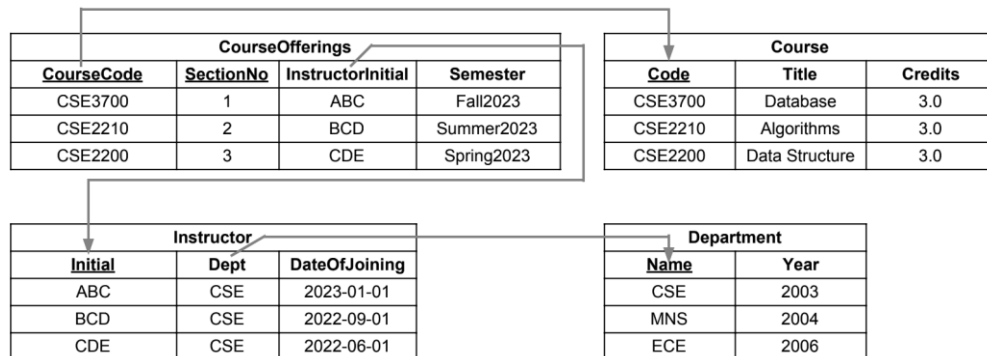 CourseOfferings
CourseCode SectionNo InstructorInitial Semester
CSE3700 1 ABC Fall2023
CSE2210 2 BCD Summer2023
CSE2200 3 CDE Spring2023
Course
Code Title Credits
CSE3700 Database 3.0
CSE2210 Algorithms 3.0
CSE2200 Data Structure 3.0
Instructor
Initial Dept DateOfJoining
ABC CSE 2023-01-01
BCD CSE 2022-09-01
CDE CSE 2022-06-01
Department
Name Year
CSE 2003
MNS 2004
ECE 2006